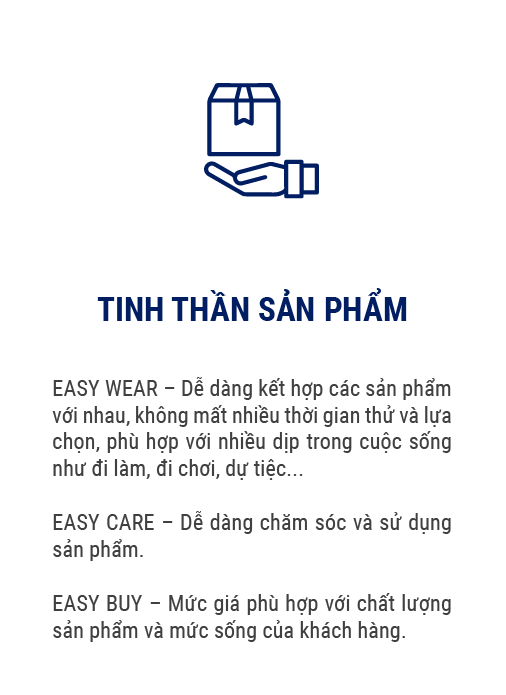 TINH THẦN SẢN PHẨM
EASY WEAR – Dễ dàng kết hợp các sản phẩm
với nhau, không mất nhiều thời gian thử và lựa
chọn, phù hợp với nhiều dịp trong cuộc sống
như đi làm, đi chơi, dự tiệc...
EASY CARE – Dễ dàng chăm sóc và sử dụng
sản phẩm.
EASY BUY – Mức giá phù hợp với chất lượng
sản phẩm và mức sống của khách hàng.